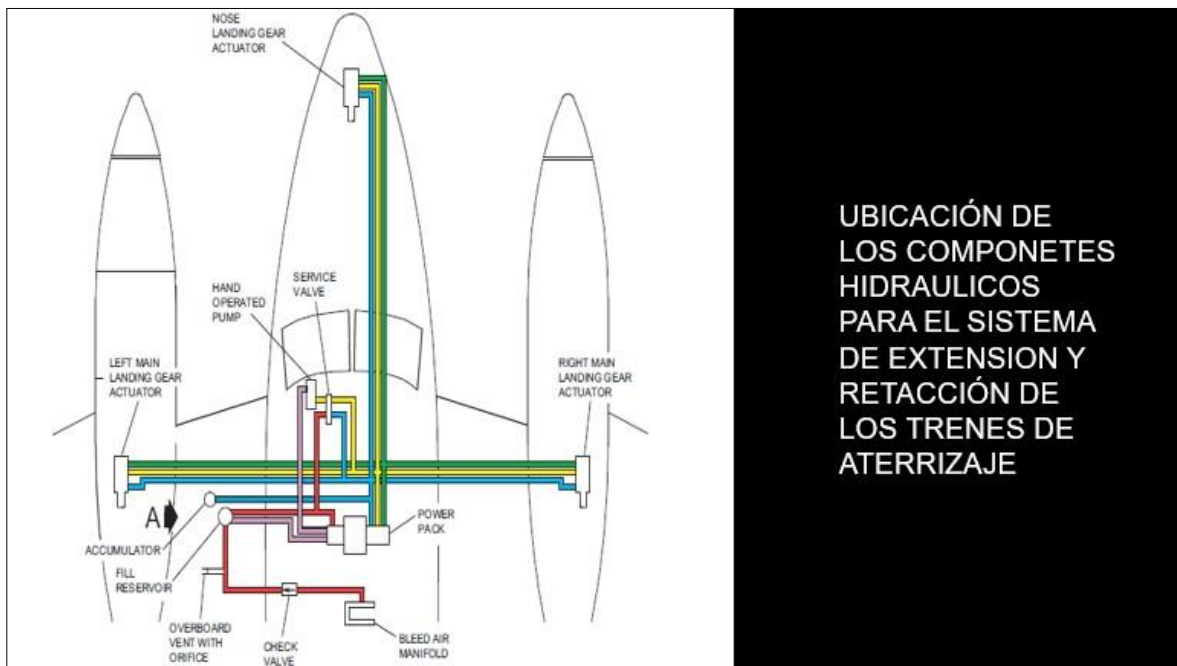 NOSE
LANDING GEAR
ACTUATOR
SERVICE
VALVE
HAND
OPERATED
PUMP
LEFT MAIN
LANDING GEAR
ACTUATOR
RIGHT MAIN
LANDING GEAR
ACTUATOR
A
POWER
PACK
ACCUMULATOR
FILL
RESERVOIR
OVERBOARD
VENT WITH
ORIFICE
CHECK
VALVE
BLEED AIR
MANIFOLD
UBICACIÓN DE
LOS COMPONETES
HIDRAULICOS
PARA EL SISTEMA
DE EXTENSION Y
RETACCIÓN DE
LOS TRENES DE
ATERRIZAJE